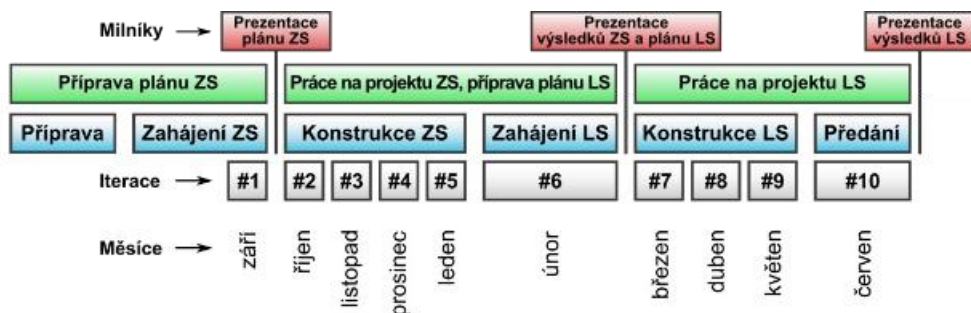 Milníky
Prezentace
plánu ZS
Prezentace
výsledků ZS a plánu LS
Prezentace
výsledků LS
Příprava plánu ZS
Práce na projektu ZS, příprava plánu LS
Práce na projektu LS
Příprava
Zahájení ZS
Konstrukce ZS
Zahájení LS
Konstrukce LS
Předání
Iterace
#1
#2
#3
#4
#5
#6
#7
#8
#9
#10
Měsíce
září
říjen
listopad
prosinec
leden
únor
březen
duben
květen
červen